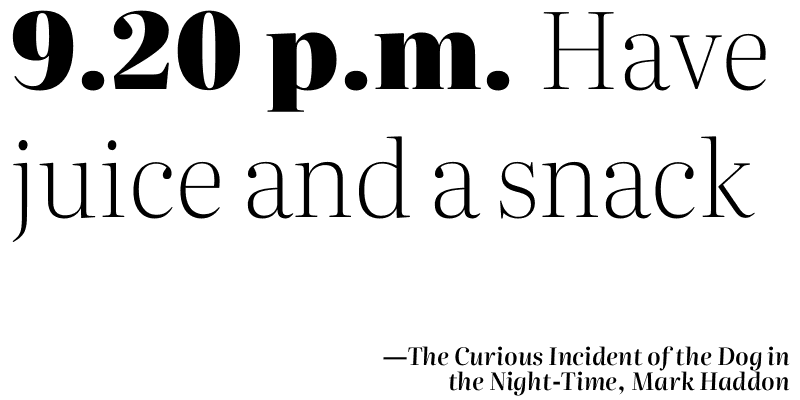 9.20 p.m. Have
juice and a snack
—The Curious Incident of the Dog in
the Night-Time, Mark Haddon